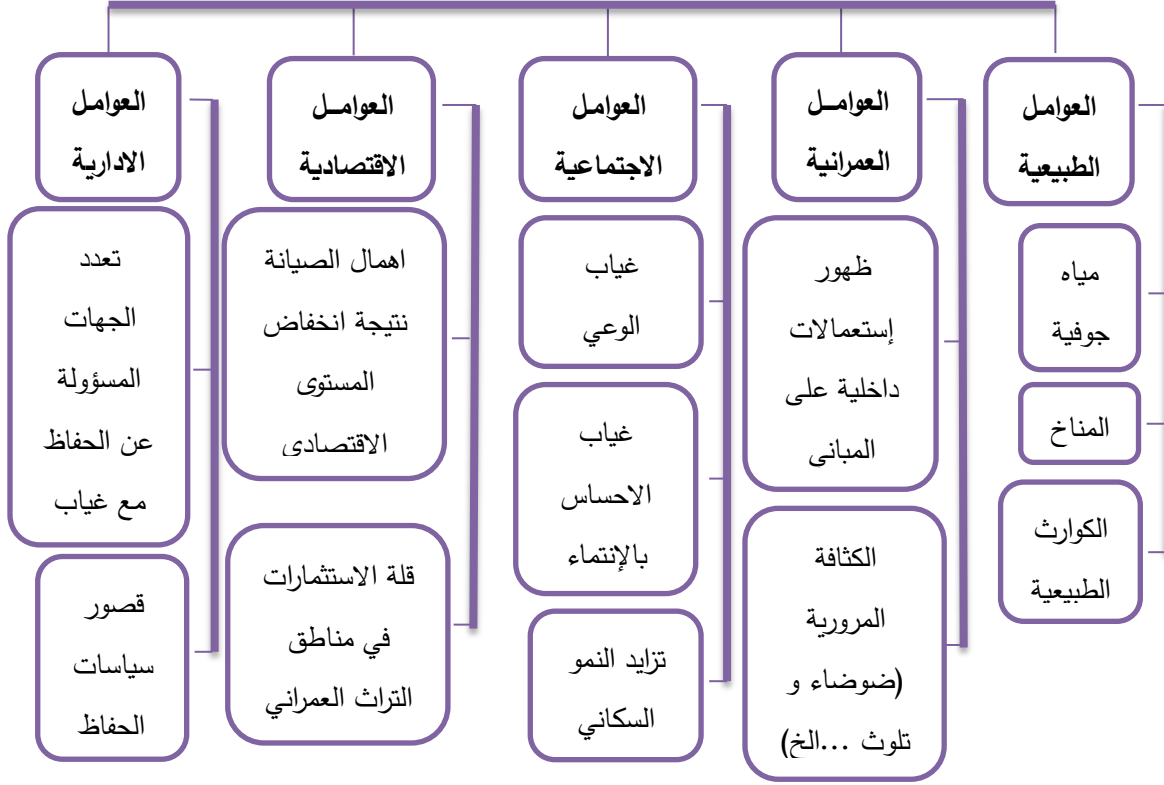 العوامل
الطبيعية
مياه
جوفية
المناخ
الكوارث
الطبيعية
العوامل
العمرانية
ظهور
إستعمالات
داخلية على
المبانى
الكثافة
المرورية
(ضوضاء و
تلوث ...الخ)
العوامل
الاجتماعية
غياب
الوعي
غياب
الاحساس
بالإنتماء
تزايد النمو
السكاني
العوامل
الاقتصادية
اهمال الصيانة
نتيجة انخفاض
المستوى
الاقتصادى
قلة الاستثمارات
في مناطق
التراث العمراني
العوامل
الادارية
تعدد
الجهات
المسؤولة
عن الحفاظ
مع غياب
قصور
سياسات
الحفاظ